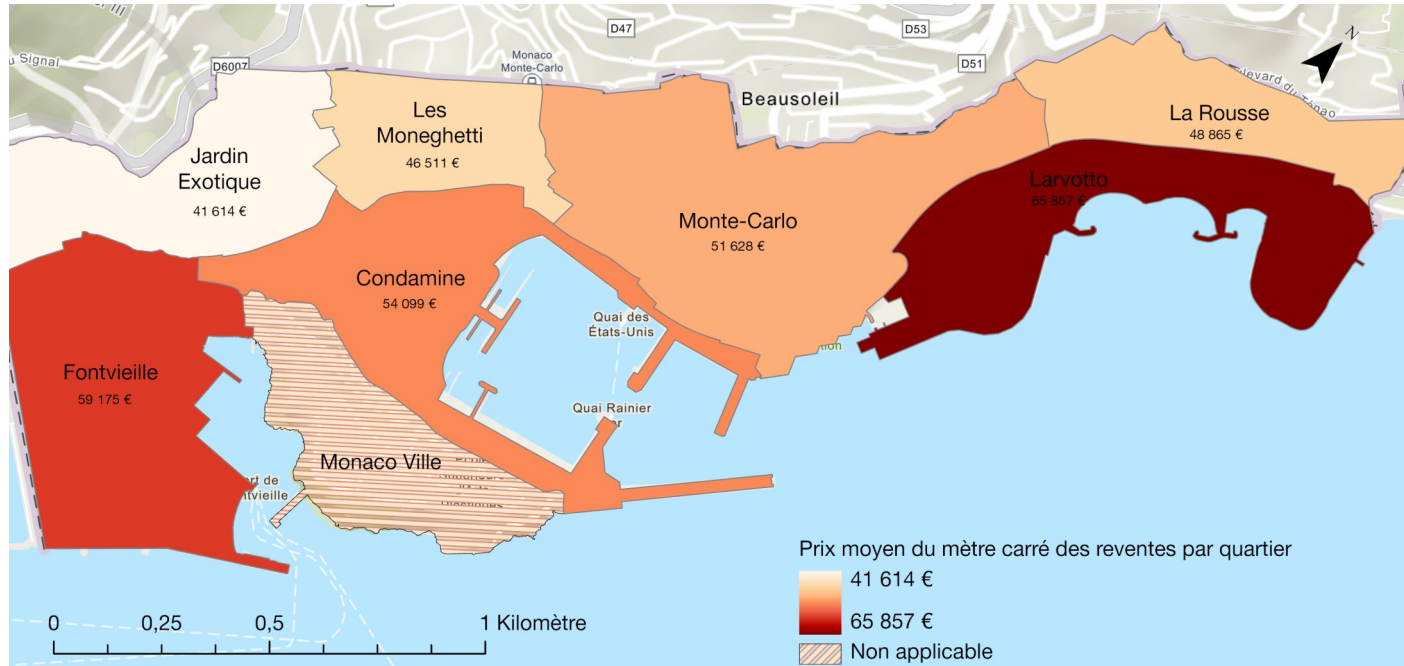 D47
D53
Signal
D6007
Monaco
Monte-Carlo
D51
N
Beausoleil
Boulevard du Ténao
Les
Moneghetti
46 511 €
La Rousse
48 865 €
Jardin
Exotique
41 614 €
Larvotto
65 857 €
Monte-Carlo
51 628 €
Condamine
54 099 €
Quai des
États-Unis
Fontvieille
59 175 €
Quai Rainier
Monaco Ville
Prix moyen du mètre carré des reventes par quartier
41 614 €
65 857 €
Non applicable
0 0,25 0,5 1 Kilomètre